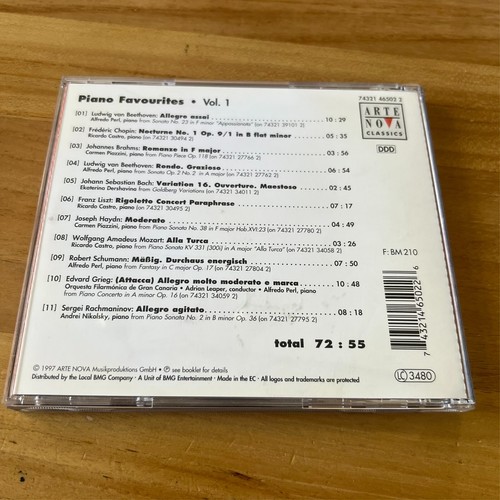 74321 46502 2
Piano Favourites • Vol. 1
ARTE NOVA CLASSICS
DDD
[01] Ludwig van Beethoven: Allegro assai 10 : 29
Alfredo Perl, piano from Sonata No. 23 in F minor "Appassionata" (on 74321 39101 2)
[02] Frédéric Chopin: Nocturne No. 1 Op. 9/1 in B flat minor 05 : 35
Ricardo Castro, piano (on 74321 30494 2)
[03] Johannes Brahms: Romanze in F major 03 : 56
Carmen Piazzini, piano from Piano Piece Op. 118 (on 74321 27766 2)
[04] Ludwig van Beethoven: Rondo. Grazioso 06 : 54
Alfredo Perl, piano from Sonata Op. 2 No. 2 in A major (on 74321 27762 2)
[05] Johann Sebastian Bach: Variation 16. Ouverture. Maestoso 02 : 45
Ekaterina Dershavina from Goldberg Variations (on 74321 34011 2)
[06] Franz Liszt: Rigoletto Concert Paraphrase 07 : 17
Ricardo Castro, piano (on 74321 30495 2)
[07] Joseph Haydn: Moderato 04 : 49
Carmen Piazzini, piano from Sonata No. 38 in F major Hob.XVI:23 (on 74321 27780 2)
[08] Wolfgang Amadeus Mozart: Alla Turca 03 : 26
Ricardo Castro, piano from Piano Sonata KV 331 (300i) in A major "Alla Turca" (on 74321 34058 2)
[09] Robert Schumann: Mäßig. Durchaus energisch 07 : 50
Alfredo Perl, piano from Fantasy in C major Op. 17 (on 74321 27804 2)
[10] Edvard Grieg: (Attacca) Allegro molto moderato e marca. 10 : 48
Orquesta Filarmónica de Gran Canaria • Adrian Leaper, conductor • Alfredo Perl, piano from
Piano Concerto in A minor Op. 16 (on 74321 34059 2)
[11] Sergej Rachmaninov: Allegro agitato 08 : 18
Andrei Nikolsky, piano from Piano Sonata No. 2 in B minor Op. 36 (on 74321 27795 2)
total 72 : 55
F: BM 210
7 43214 65022 6
© 1997 ARTE NOVA Musikproduktions GmbH • ℗ see booklet for details
Distributed by the Local BMG Company • A Unit of BMG Entertainment • Made in the EC • All logos and trademarks are protected
LC 3480